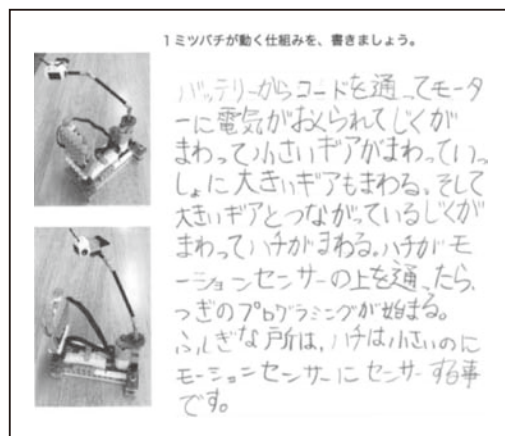 1ミツバチが動く仕組みを、書きましょう。
バッテリーからコードを通ってモータ
ーに電気がおくられてじくが
まわって小さいギアがまわっていっ
しょに大きいギアもまわる。そして
大きいギアとつながっているじくが
まわってハチがまわる。ハチがモ
ーションセンサーの上を通ったら、
つぎのプログラミングが始まる。
ふしぎな所は、ハチは小さいのに
モーションセンサーにセンサーする事
です。